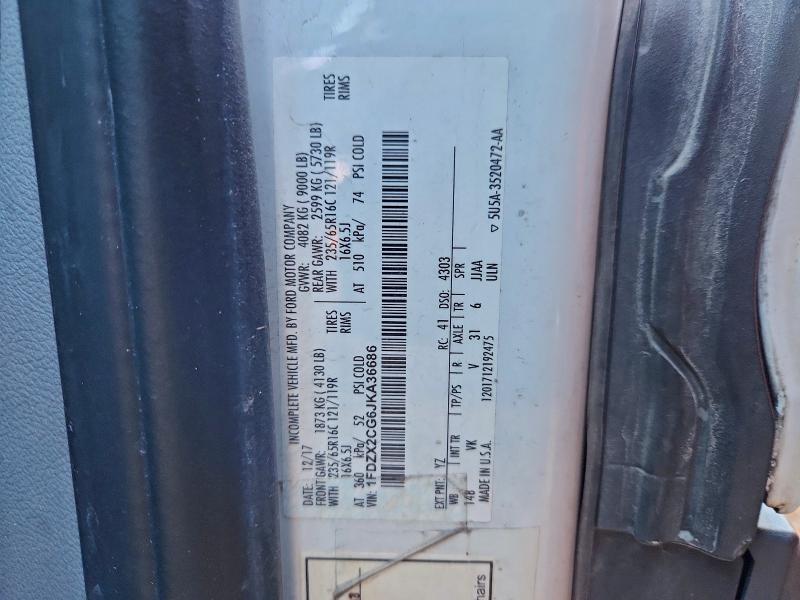 INCOMPLETE VEHICLE MFD. BY FORD MOTOR COMPANY
DATE: 12/17 GVWR: 4082 KG ( 9000 LB)
FRONT GAWR: 1873 KG ( 4130 LB) REAR GAWR: 2599 KG ( 5730 LB)
WITH 235/65R16C 121/119R TIRES WITH 235/65R16C 121/119R TIRES
16X6.5J RIMS 16X6.5J RIMS
AT 360 kPa/ 52 PSI COLD AT 510 kPa/ 74 PSI COLD
VIN: 1FDZX2CG6JKA36686
EXT PNT: YZ RC: 41 DSO: 4303
WB INT TR TP/PS R AXLE TR SPR
148 VK V 31 6 JJAA
MADE IN U.S.A. 1201712192475 ULN
▽ 5U5A-3520472-AA
hairs